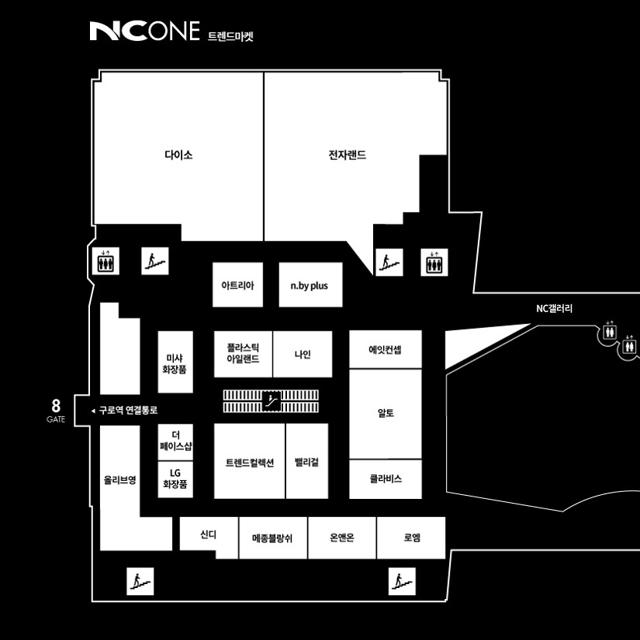 NCONE 트렌드마켓
다이소
전자랜드
아트리아
n.by plus
NC갤러리
미샤
화장품
플라스틱
아일랜드
나인
에잇컨셉
8
GATE
구로역 연결통로
알토
더
페이스샵
트렌드컬렉션
밸리걸
올리브영
LG
화장품
클라비스
신디
메종블랑쉬
온앤온
로엠